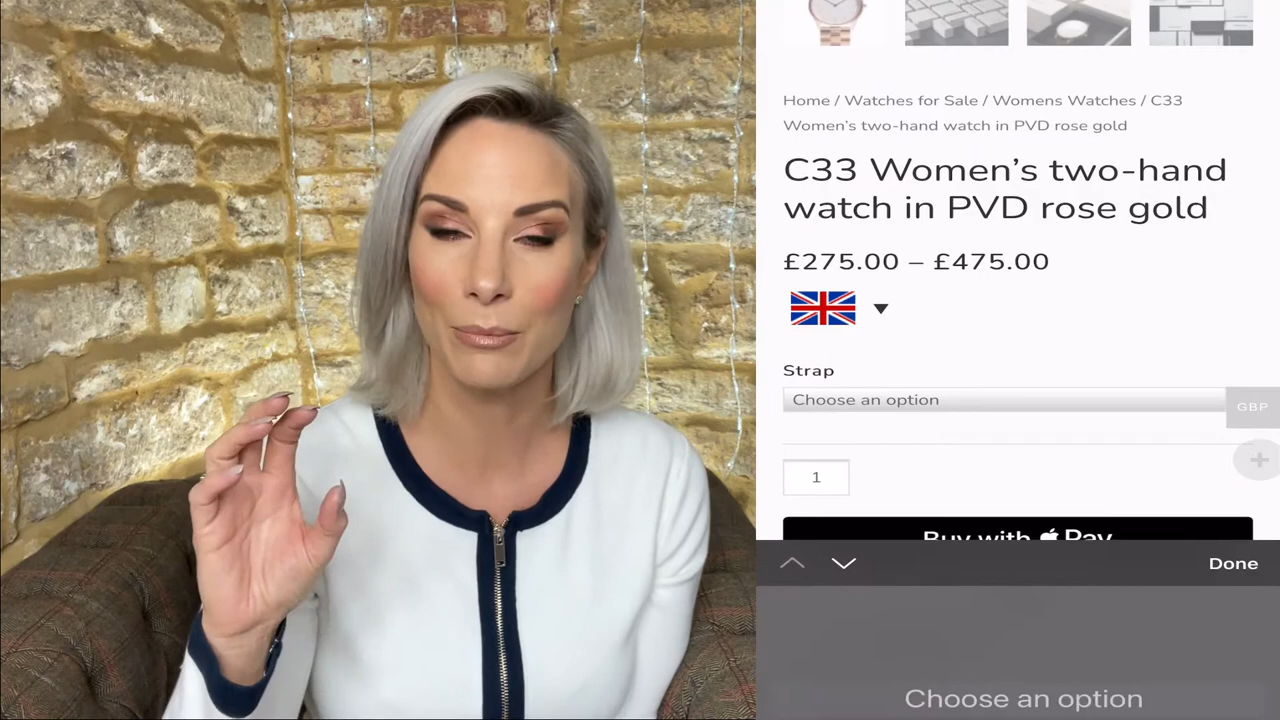 Home / Watches for Sale / Womens Watches / C33
Women’s two-hand watch in PVD rose gold
C33 Women’s two-hand
watch in PVD rose gold
£275.00 – £475.00
Strap
Choose an option
GBP
1
Buy with Pay
Done
Choose an option